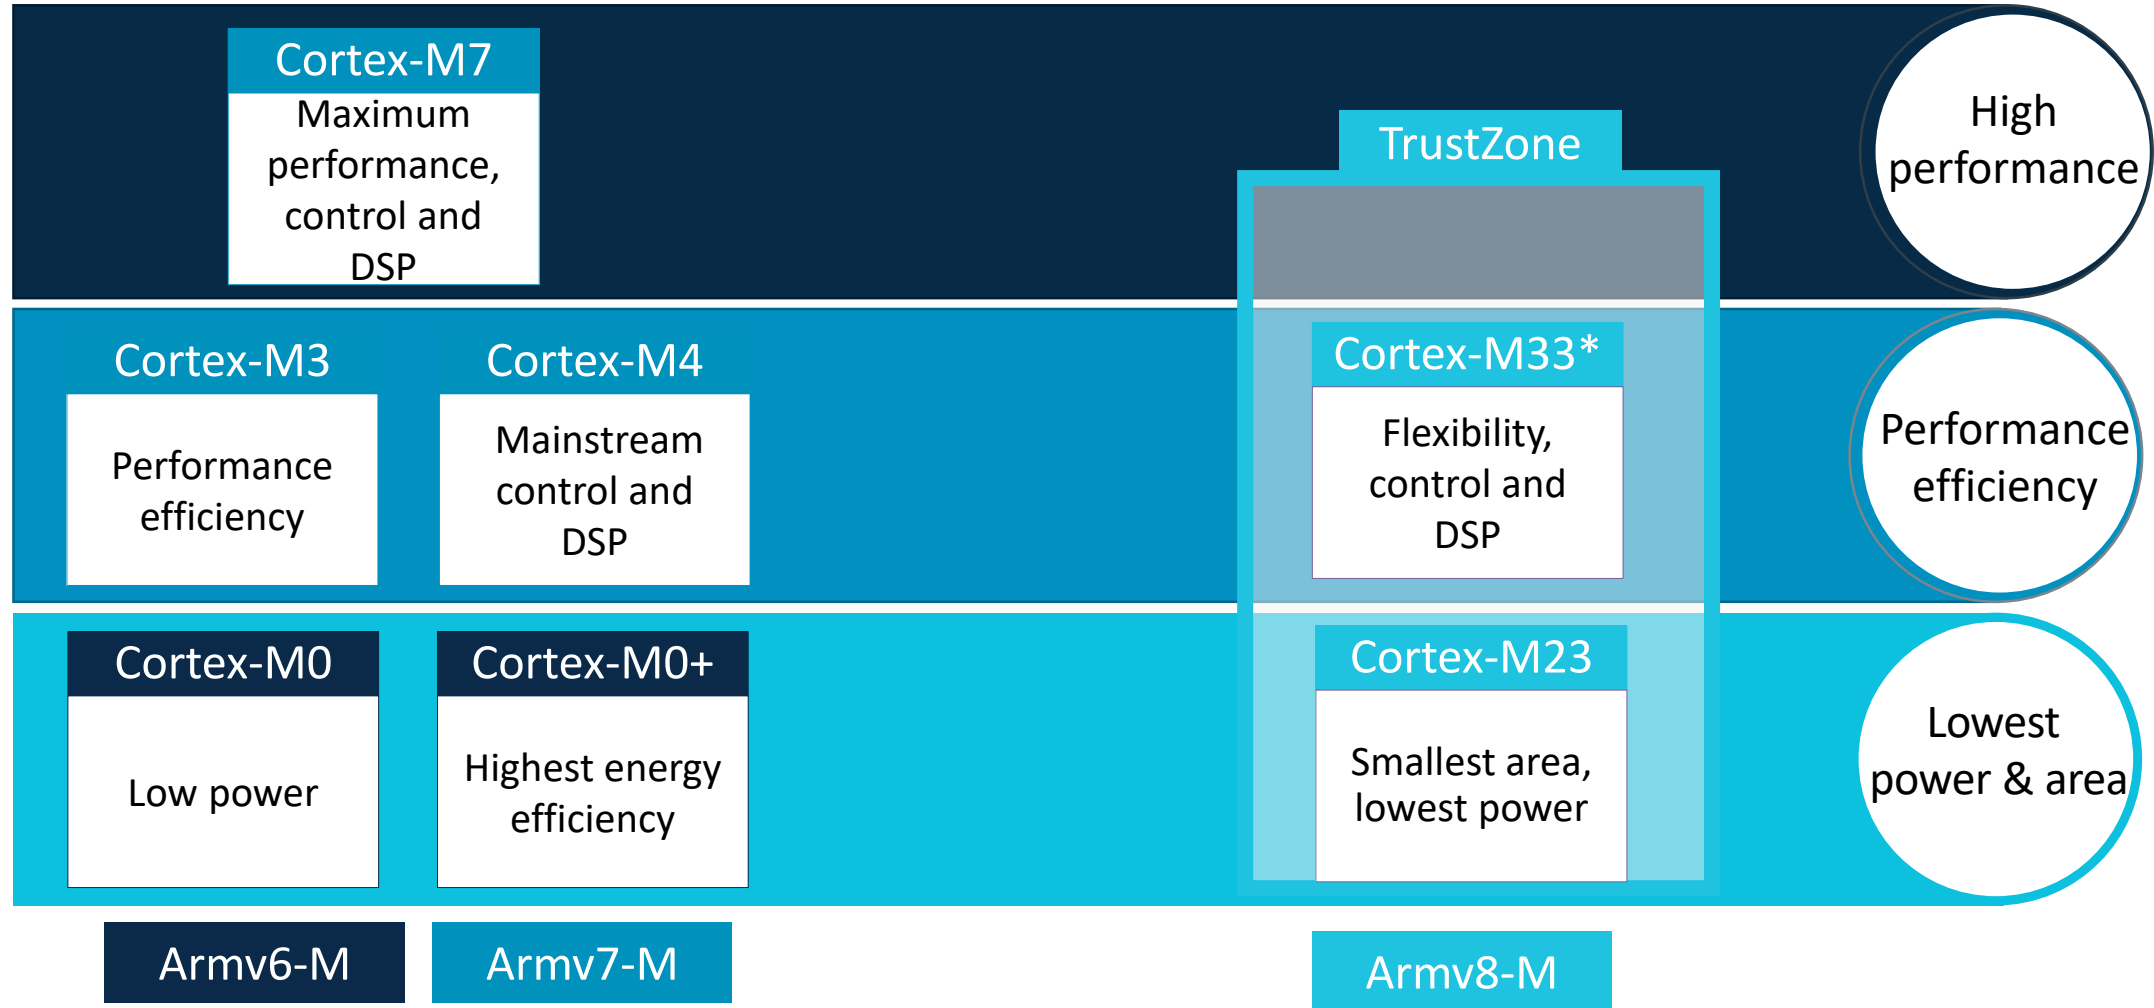 Cortex-M7
Maximum
performance,
control and
DSP
TrustZone
High
performance
Cortex-M3
Performance
efficiency
Cortex-M4
Mainstream
control and
DSP
Cortex-M33*
Flexibility,
control and
DSP
Performance
efficiency
Cortex-M0
Low power
Cortex-M0+
Highest energy
efficiency
Cortex-M23
Smallest area,
lowest power
Lowest
power & area
Armv6-M
Armv7-M
Armv8-M